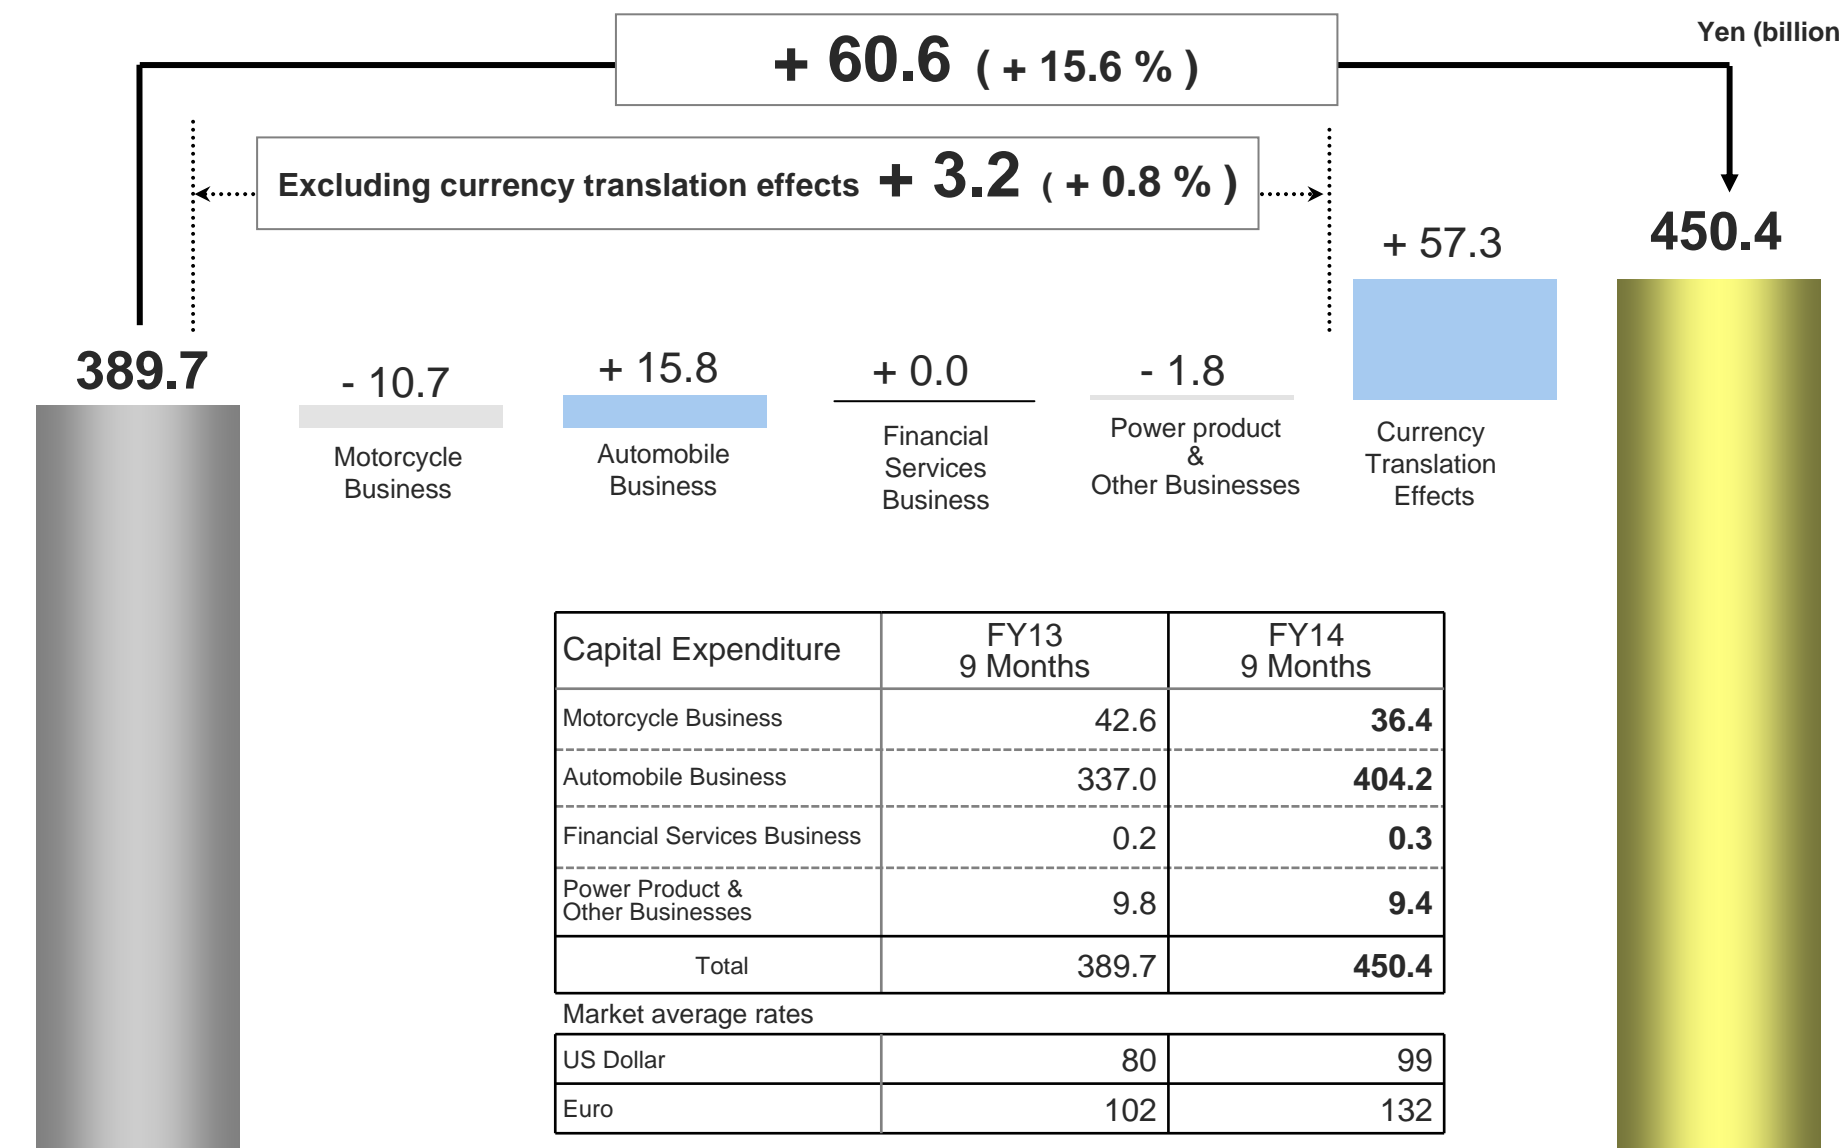 Yen (billion
+ 60.6 ( + 15.6 % )
Excluding currency translation effects + 3.2 ( + 0.8 % )
389.7
- 10.7
Motorcycle
Business
+ 15.8
Automobile
Business
+ 0.0
Financial
Services
Business
- 1.8
Power product
&
Other Businesses
+ 57.3
Currency
Translation
Effects
450.4
Capital Expenditure
FY13
9 Months
FY14
9 Months
Motorcycle Business 42.6 36.4
Automobile Business 337.0 404.2
Financial Services Business 0.2 0.3
Power Product &
Other Businesses 9.8 9.4
Total 389.7 450.4
Market average rates
US Dollar 80 99
Euro 102 132